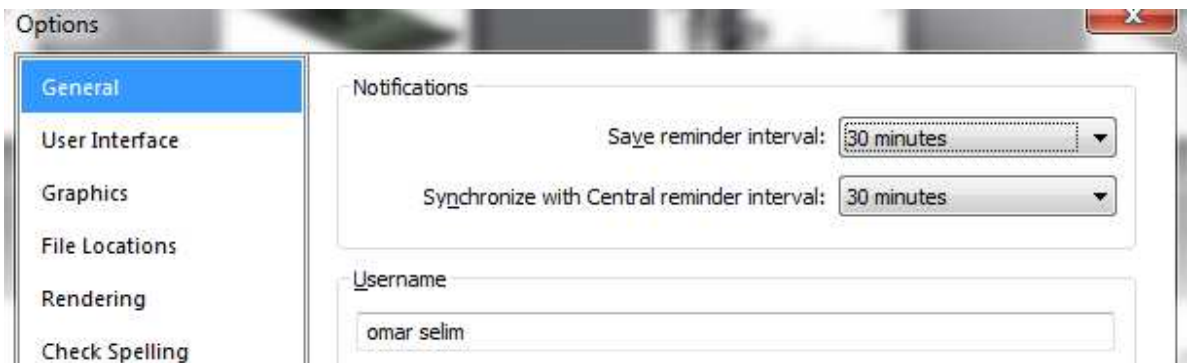 Options
X
General
User Interface
Graphics
File Locations
Rendering
Check Spelling
Notifications
Save reminder interval: 30 minutes
Synchronize with Central reminder interval: 30 minutes
Username
omar selim